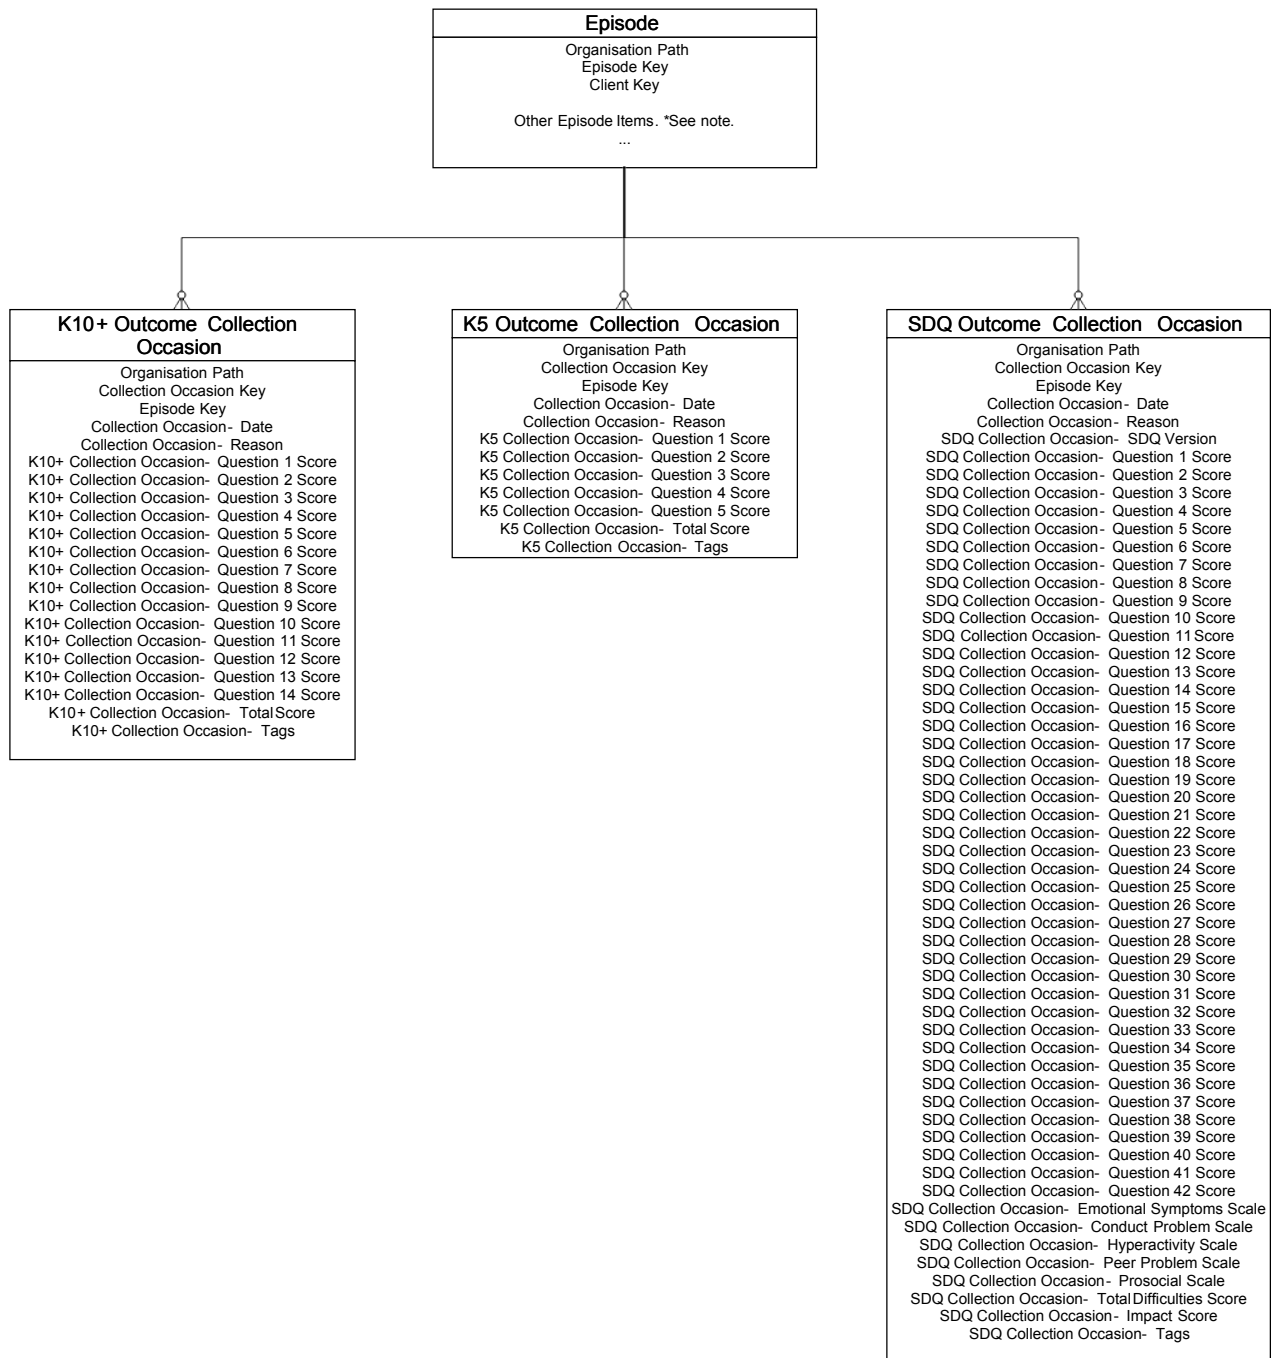 Episode
Organisation Path
Episode Key
Client Key
Other Episode Items. *See note.
...
K10+ Outcome Collection
Occasion
Organisation Path
Collection Occasion Key
Episode Key
Collection Occasion- Date
Collection Occasion- Reason
K10+ Collection Occasion- Question 1 Score
K10+ Collection Occasion- Question 2 Score
K10+ Collection Occasion- Question 3 Score
K10+ Collection Occasion- Question 4 Score
K10+ Collection Occasion- Question 5 Score
K10+ Collection Occasion- Question 6 Score
K10+ Collection Occasion- Question 7 Score
K10+ Collection Occasion- Question 8 Score
K10+ Collection Occasion- Question 9 Score
K10+ Collection Occasion- Question 10 Score
K10+ Collection Occasion- Question 11 Score
K10+ Collection Occasion- Question 12 Score
K10+ Collection Occasion- Question 13 Score
K10+ Collection Occasion- Question 14 Score
K10+ Collection Occasion- Total Score
K10+ Collection Occasion- Tags
K5 Outcome Collection Occasion
Organisation Path
Collection Occasion Key
Episode Key
Collection Occasion- Date
Collection Occasion- Reason
K5 Collection Occasion- Question 1 Score
K5 Collection Occasion- Question 2 Score
K5 Collection Occasion- Question 3 Score
K5 Collection Occasion- Question 4 Score
K5 Collection Occasion- Question 5 Score
K5 Collection Occasion- Total Score
K5 Collection Occasion- Tags
SDQ Outcome Collection Occasion
Organisation Path
Collection Occasion Key
Episode Key
Collection Occasion- Date
Collection Occasion- Reason
SDQ Collection Occasion- SDQ Version
SDQ Collection Occasion- Question 1 Score
SDQ Collection Occasion- Question 2 Score
SDQ Collection Occasion- Question 3 Score
SDQ Collection Occasion- Question 4 Score
SDQ Collection Occasion- Question 5 Score
SDQ Collection Occasion- Question 6 Score
SDQ Collection Occasion- Question 7 Score
SDQ Collection Occasion- Question 8 Score
SDQ Collection Occasion- Question 9 Score
SDQ Collection Occasion- Question 10 Score
SDQ Collection Occasion- Question 11 Score
SDQ Collection Occasion- Question 12 Score
SDQ Collection Occasion- Question 13 Score
SDQ Collection Occasion- Question 14 Score
SDQ Collection Occasion- Question 15 Score
SDQ Collection Occasion- Question 16 Score
SDQ Collection Occasion- Question 17 Score
SDQ Collection Occasion- Question 18 Score
SDQ Collection Occasion- Question 19 Score
SDQ Collection Occasion- Question 20 Score
SDQ Collection Occasion- Question 21 Score
SDQ Collection Occasion- Question 22 Score
SDQ Collection Occasion- Question 23 Score
SDQ Collection Occasion- Question 24 Score
SDQ Collection Occasion- Question 25 Score
SDQ Collection Occasion- Question 26 Score
SDQ Collection Occasion- Question 27 Score
SDQ Collection Occasion- Question 28 Score
SDQ Collection Occasion- Question 29 Score
SDQ Collection Occasion- Question 30 Score
SDQ Collection Occasion- Question 31 Score
SDQ Collection Occasion- Question 32 Score
SDQ Collection Occasion- Question 33 Score
SDQ Collection Occasion- Question 34 Score
SDQ Collection Occasion- Question 35 Score
SDQ Collection Occasion- Question 36 Score
SDQ Collection Occasion- Question 37 Score
SDQ Collection Occasion- Question 38 Score
SDQ Collection Occasion- Question 39 Score
SDQ Collection Occasion- Question 40 Score
SDQ Collection Occasion- Question 41 Score
SDQ Collection Occasion- Question 42 Score
SDQ Collection Occasion- Emotional Symptoms Scale
SDQ Collection Occasion- Conduct Problem Scale
SDQ Collection Occasion- Hyperactivity Scale
SDQ Collection Occasion- Peer Problem Scale
SDQ Collection Occasion- Prosocial Scale
SDQ Collection Occasion- Total Difficulties Score
SDQ Collection Occasion- Impact Score
SDQ Collection Occasion- Tags